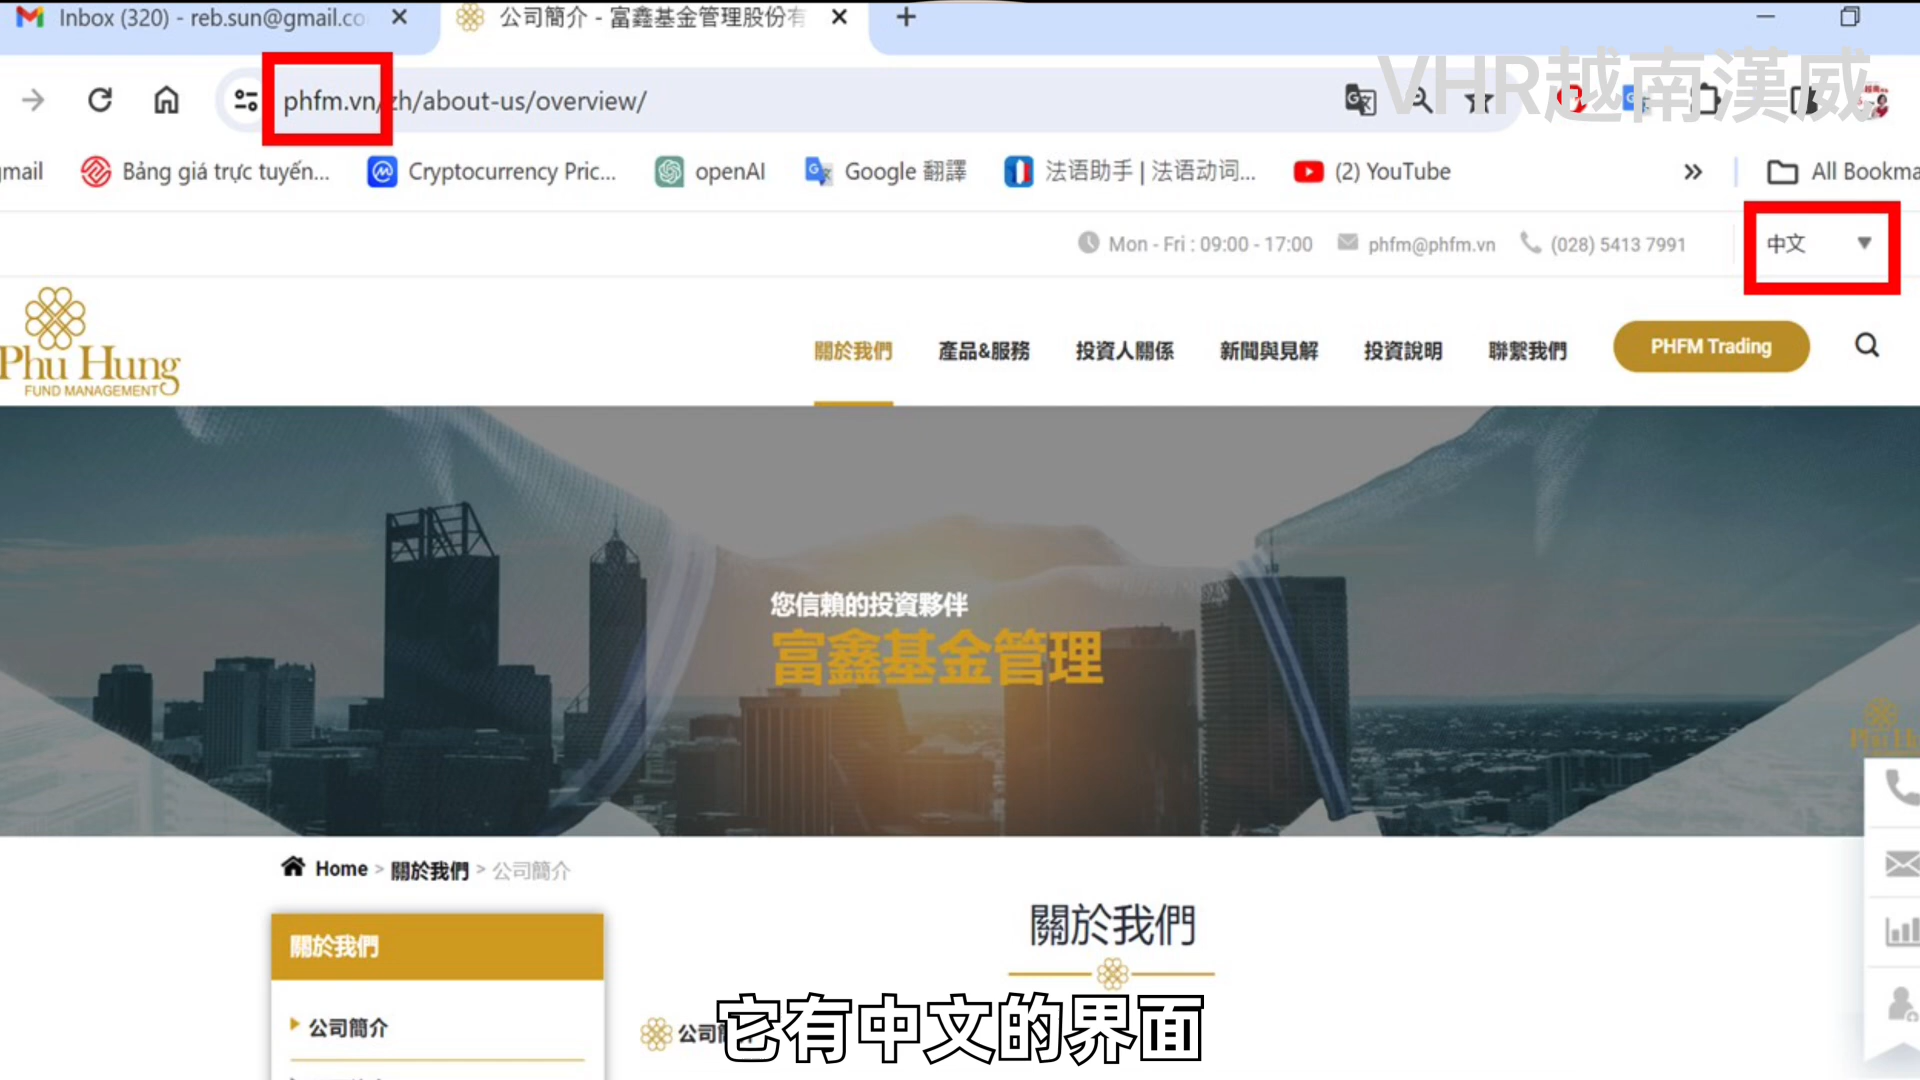 Inbox (320) - reb.sun@gmail.co
公司簡介 - 富鑫基金管理股份有
VHR越南漢威
phfm.vn/zh/about-us/overview/
gmail
Bảng giá trực tuyến...
Cryptocurrency Pric...
openAI
Google 翻譯
法语助手 | 法语动词...
(2) YouTube
All Bookma
Mon - Fri : 09:00 - 17:00
phfm@phfm.vn
(028) 5413 7991
中文
Phu Hung
FUND MANAGEMENT
關於我們
產品&服務
投資人關係
新聞與見解
投資說明
聯繫我們
PHFM Trading
您信賴的投資夥伴
富鑫基金管理
Home > 關於我們 > 公司簡介
關於我們
關於我們
公司簡介
公司簡
它有中文的界面